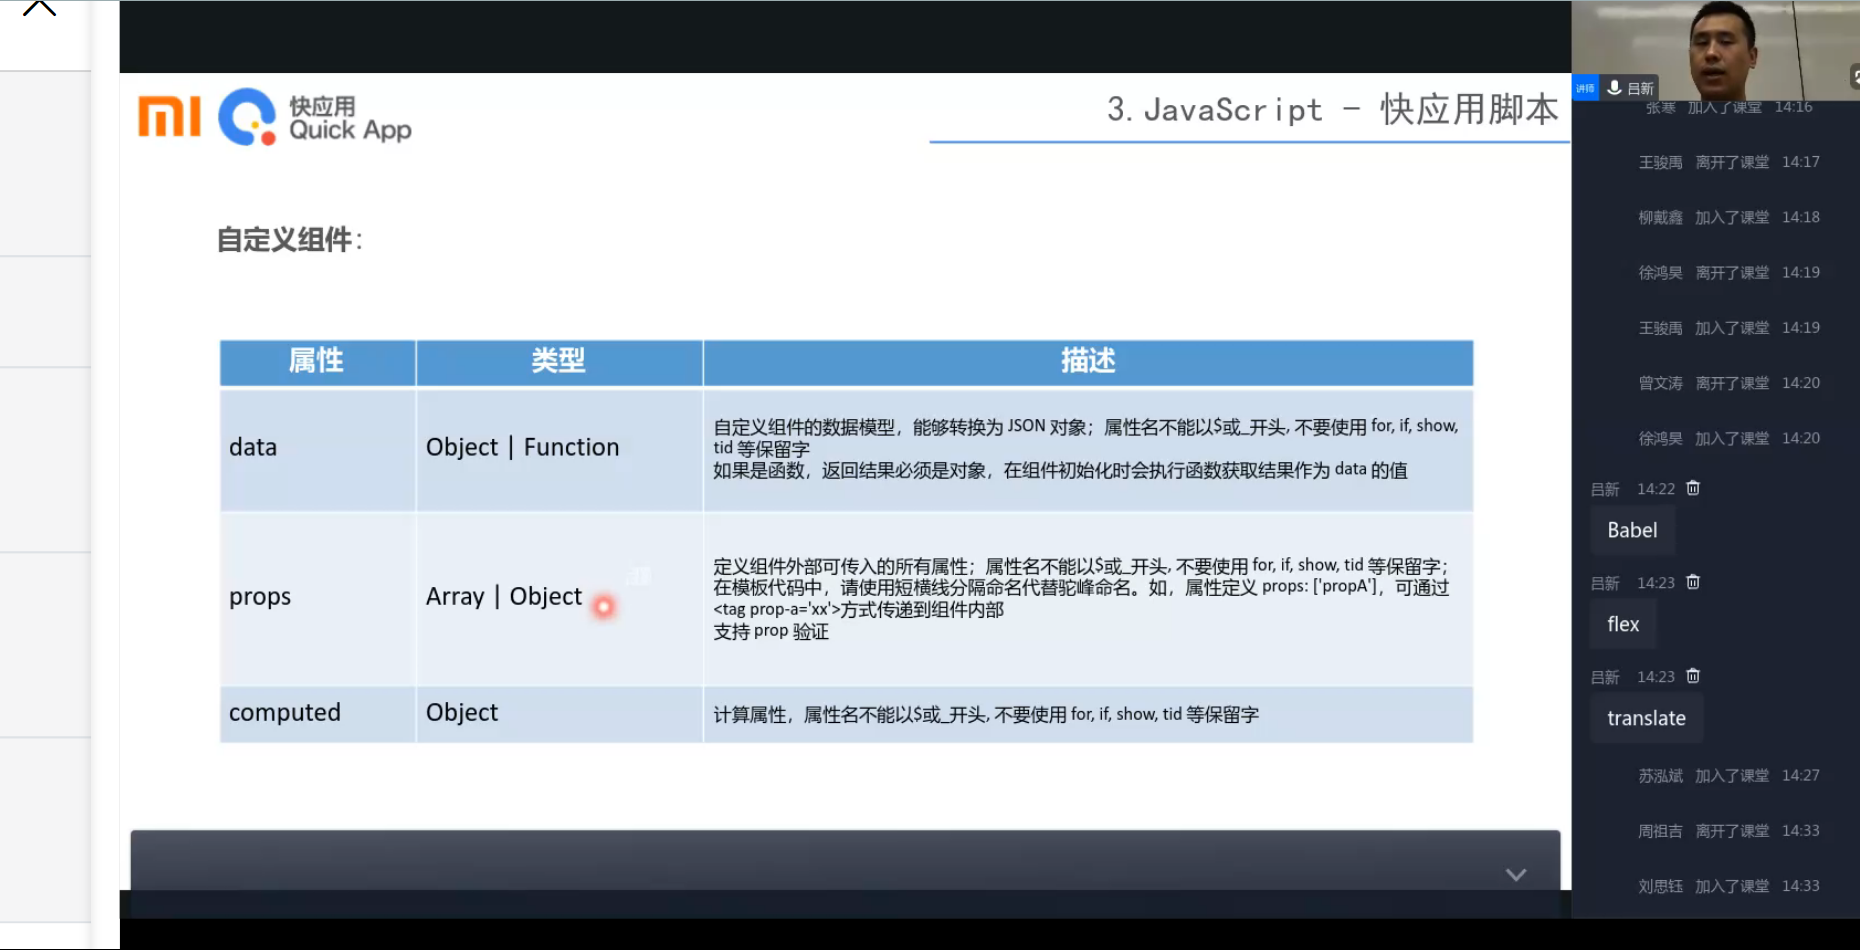 快应用
Quick App
3.JavaScript - 快应用脚本
自定义组件：
属性 类型 描述
data
Object | Function
自定义组件的数据模型，能够转换为 JSON 对象；属性名不能以$或_开头, 不要使用 for, if, show,
tid 等保留字
如果是函数，返回结果必须是对象，在组件初始化时会执行函数获取结果作为 data 的值
props
Array | Object
定义组件外部可传入的所有属性；属性名不能以$或_开头, 不要使用 for, if, show, tid 等保留字；
在模板代码中，请使用短横线分隔命名代替驼峰命名。如，属性定义 props: ['propA']，可通过
<tag prop-a='xx'>方式传递到组件内部
支持 prop 验证
computed
Object
计算属性，属性名不能以$或_开头, 不要使用 for, if, show, tid 等保留字
讲师 吕新
张寒 加入了课堂 14:16
王骏禹 离开了课堂 14:17
柳戴鑫 加入了课堂 14:18
徐鸿昊 离开了课堂 14:19
王骏禹 加入了课堂 14:19
曾文涛 离开了课堂 14:20
徐鸿昊 加入了课堂 14:20
吕新 14:22
Babel
吕新 14:23
flex
吕新 14:23
translate
苏泓斌 加入了课堂 14:27
周祖吉 离开了课堂 14:33
刘思钰 加入了课堂 14:33